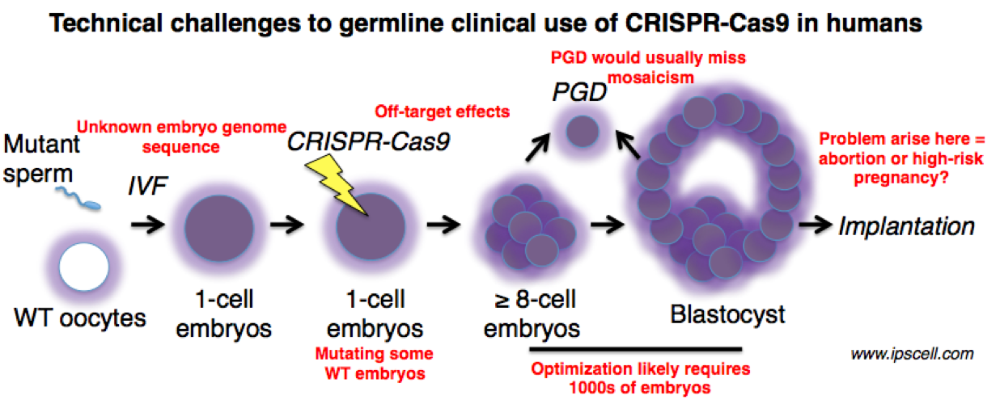 Technical challenges to germline clinical use of CRISPR-Cas9 in humans
PGD would usually miss
mosaicism
PGD
Off-target effects
Unknown embryo genome
sequence
CRISPR-Cas9
Mutant
sperm
IVF
Problem arise here =
abortion or high-risk
pregnancy?
Implantation
WT oocytes
1-cell
embryos
1-cell
embryos
Mutating some
WT embryos
≥ 8-cell
embryos
Blastocyst
Optimization likely requires
1000s of embryos
www.ipscell.com